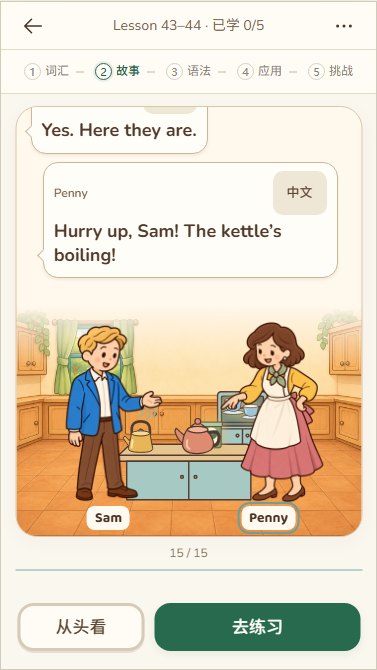 Lesson 43–44 · 已学 0/5
1 词汇 – 2 故事 – 3 语法 – 4 应用 – 5 挑战
Yes. Here they are.
Penny
中文
Hurry up, Sam! The kettle’s
boiling!
Sam
Penny
15 / 15
从头看
去练习